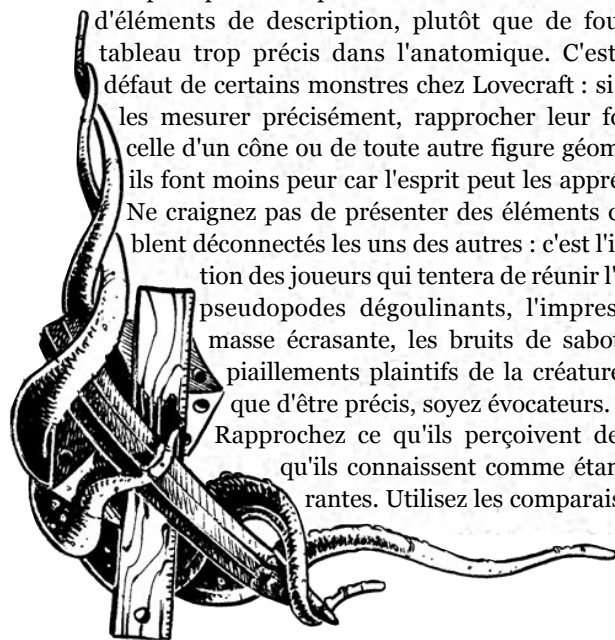 d'éléments de description, plutôt que de fou
tableau trop précis dans l'anatomique. C'est
défaut de certains monstres chez Lovecraft : si
les mesurer précisément, rapprocher leur fo
celle d'un cône ou de toute autre figure géom
ils font moins peur car l'esprit peut les appré
Ne craignez pas de présenter des éléments
blent déconnectés les uns des autres : c'est l'i
tion des joueurs qui tentera de réunir l'
pseudopodes dégoulinants, l'impres
masse écrasante, les bruits de sabo
piaillements plaintifs de la créature
que d'être précis, soyez évocateurs.
Rapprochez ce qu'ils perçoivent de
qu'ils connaissent comme étan
rantes. Utilisez les comparais